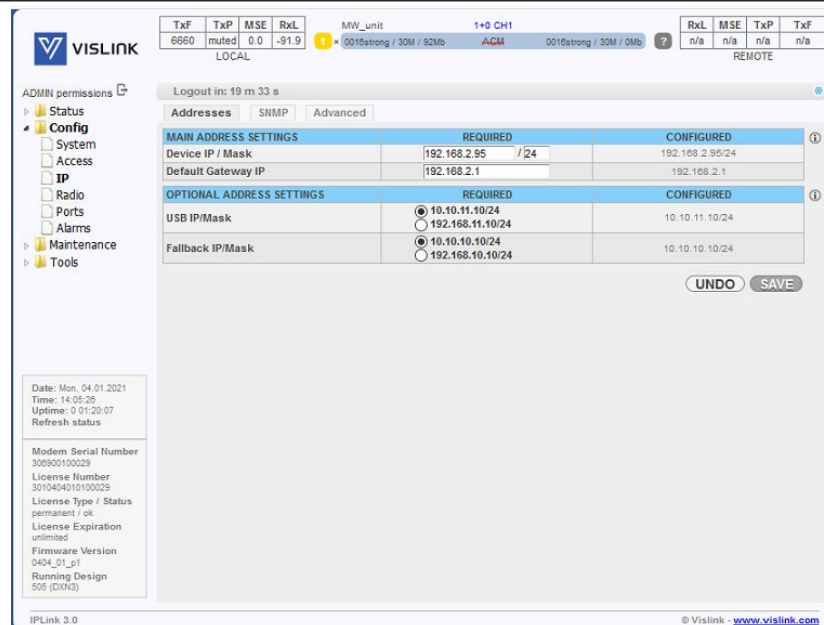 VISLINK
TxF TxP MSE RxL
6660 muted 0.0 -91.9
LOCAL
MW_unit 1+0 CH1
1 × 0016strong / 30M / 92Mb ACM 0016strong / 30M / 0Mb ?
RxL MSE TxP TxF
n/a n/a n/a n/a
REMOTE
ADMIN permissions
Status
Config
System
Access
IP
Radio
Ports
Alarms
Maintenance
Tools
Logout in: 19 m 33 s
Addresses SNMP Advanced
MAIN ADDRESS SETTINGS REQUIRED CONFIGURED
Device IP / Mask 192.168.2.95 / 24 192.168.2.95/24
Default Gateway IP 192.168.2.1 192.168.2.1
OPTIONAL ADDRESS SETTINGS REQUIRED CONFIGURED
USB IP/Mask 10.10.11.10/24 10.10.11.10/24
192.168.11.10/24
Fallback IP/Mask 10.10.10.10/24 10.10.10.10/24
192.168.10.10/24
UNDO SAVE
Date: Mon, 04.01.2021
Time: 14:05:26
Uptime: 0 01:20:07
Refresh status
Modem Serial Number
306900100029
License Number
3010404010100029
License Type / Status
permanent / ok
License Expiration
unlimited
Firmware Version
0404_01_p1
Running Design
505 (DXN3)
IPLink 3.0
© Vislink - www.vislink.com